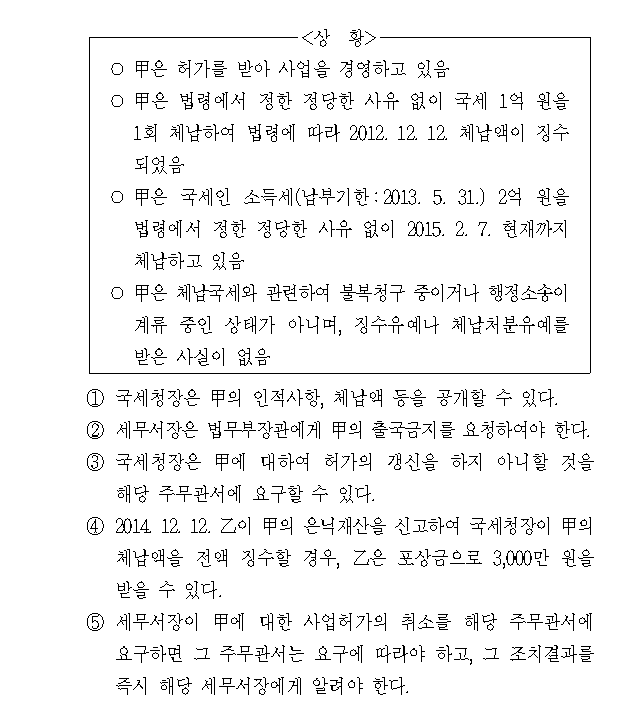 <상 황>
○ 甲은 허가를 받아 사업을 경영하고 있음
○ 甲은 법령에서 정한 정당한 사유 없이 국세 1억 원을
1회 체납하여 법령에 따라 2012. 12. 12. 체납액이 징수
되었음
○ 甲은 국세인 소득세(납부기한:2013. 5. 31.) 2억 원을
법령에서 정한 정당한 사유 없이 2015. 2. 7. 현재까지
체납하고 있음
○ 甲은 체납국세와 관련하여 불복청구 중이거나 행정소송이
계류 중인 상태가 아니며, 징수유예나 체납처분유예를
받은 사실이 없음
① 국세청장은 甲의 인적사항, 체납액 등을 공개할 수 있다.
② 세무서장은 법무부장관에게 甲의 출국금지를 요청하여야 한다.
③ 국세청장은 甲에 대하여 허가의 갱신을 하지 아니할 것을
해당 주무관서에 요구할 수 있다.
④ 2014. 12. 12. 乙이 甲의 은닉재산을 신고하여 국세청장이 甲의
체납액을 전액 징수할 경우, 乙은 포상금으로 3,000만 원을
받을 수 있다.
⑤ 세무서장이 甲에 대한 사업허가의 취소를 해당 주무관서에
요구하면 그 주무관서는 요구에 따라야 하고, 그 조치결과를
즉시 해당 세무서장에게 알려야 한다.